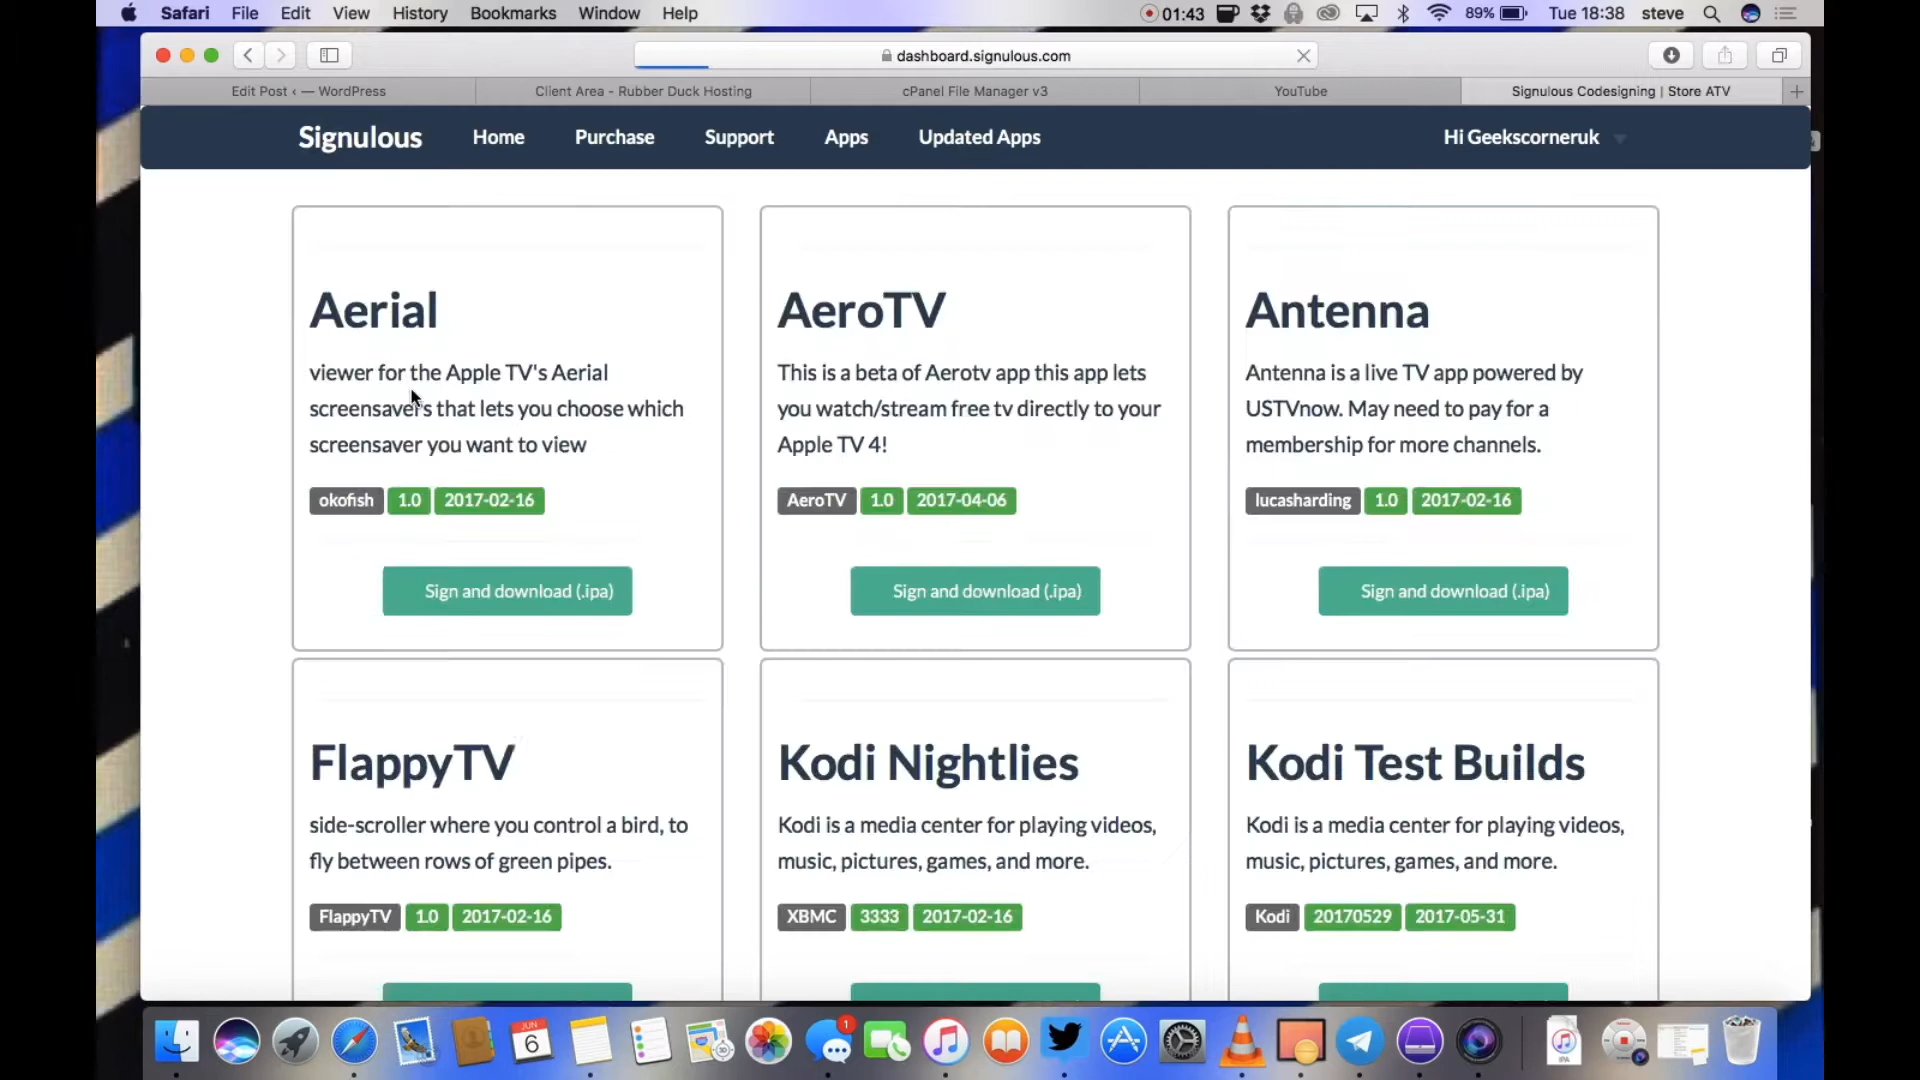 Safari File Edit View History Bookmarks Window Help 01:43 89% Tue 18:38 steve
dashboard.signulous.com
Edit Post ‹ — WordPress Client Area - Rubber Duck Hosting cPanel File Manager v3 YouTube Signulous Codesigning | Store ATV
Signulous Home Purchase Support Apps Updated Apps Hi Geekscorneruk
Aerial
viewer for the Apple TV's Aerial
screensavers that lets you choose which
screensaver you want to view
okofish 1.0 2017-02-16
Sign and download (.ipa)
AeroTV
This is a beta of Aerotv app this app lets
you watch/stream free tv directly to your
Apple TV 4!
AeroTV 1.0 2017-04-06
Sign and download (.ipa)
Antenna
Antenna is a live TV app powered by
USTVnow. May need to pay for a
membership for more channels.
lucasharding 1.0 2017-02-16
Sign and download (.ipa)
FlappyTV
side-scroller where you control a bird, to
fly between rows of green pipes.
FlappyTV 1.0 2017-02-16
Kodi Nightlies
Kodi is a media center for playing videos,
music, pictures, games, and more.
XBMC 3333 2017-02-16
Kodi Test Builds
Kodi is a media center for playing videos,
music, pictures, games, and more.
Kodi 20170529 2017-05-31
JUN
6
30
1
IPA